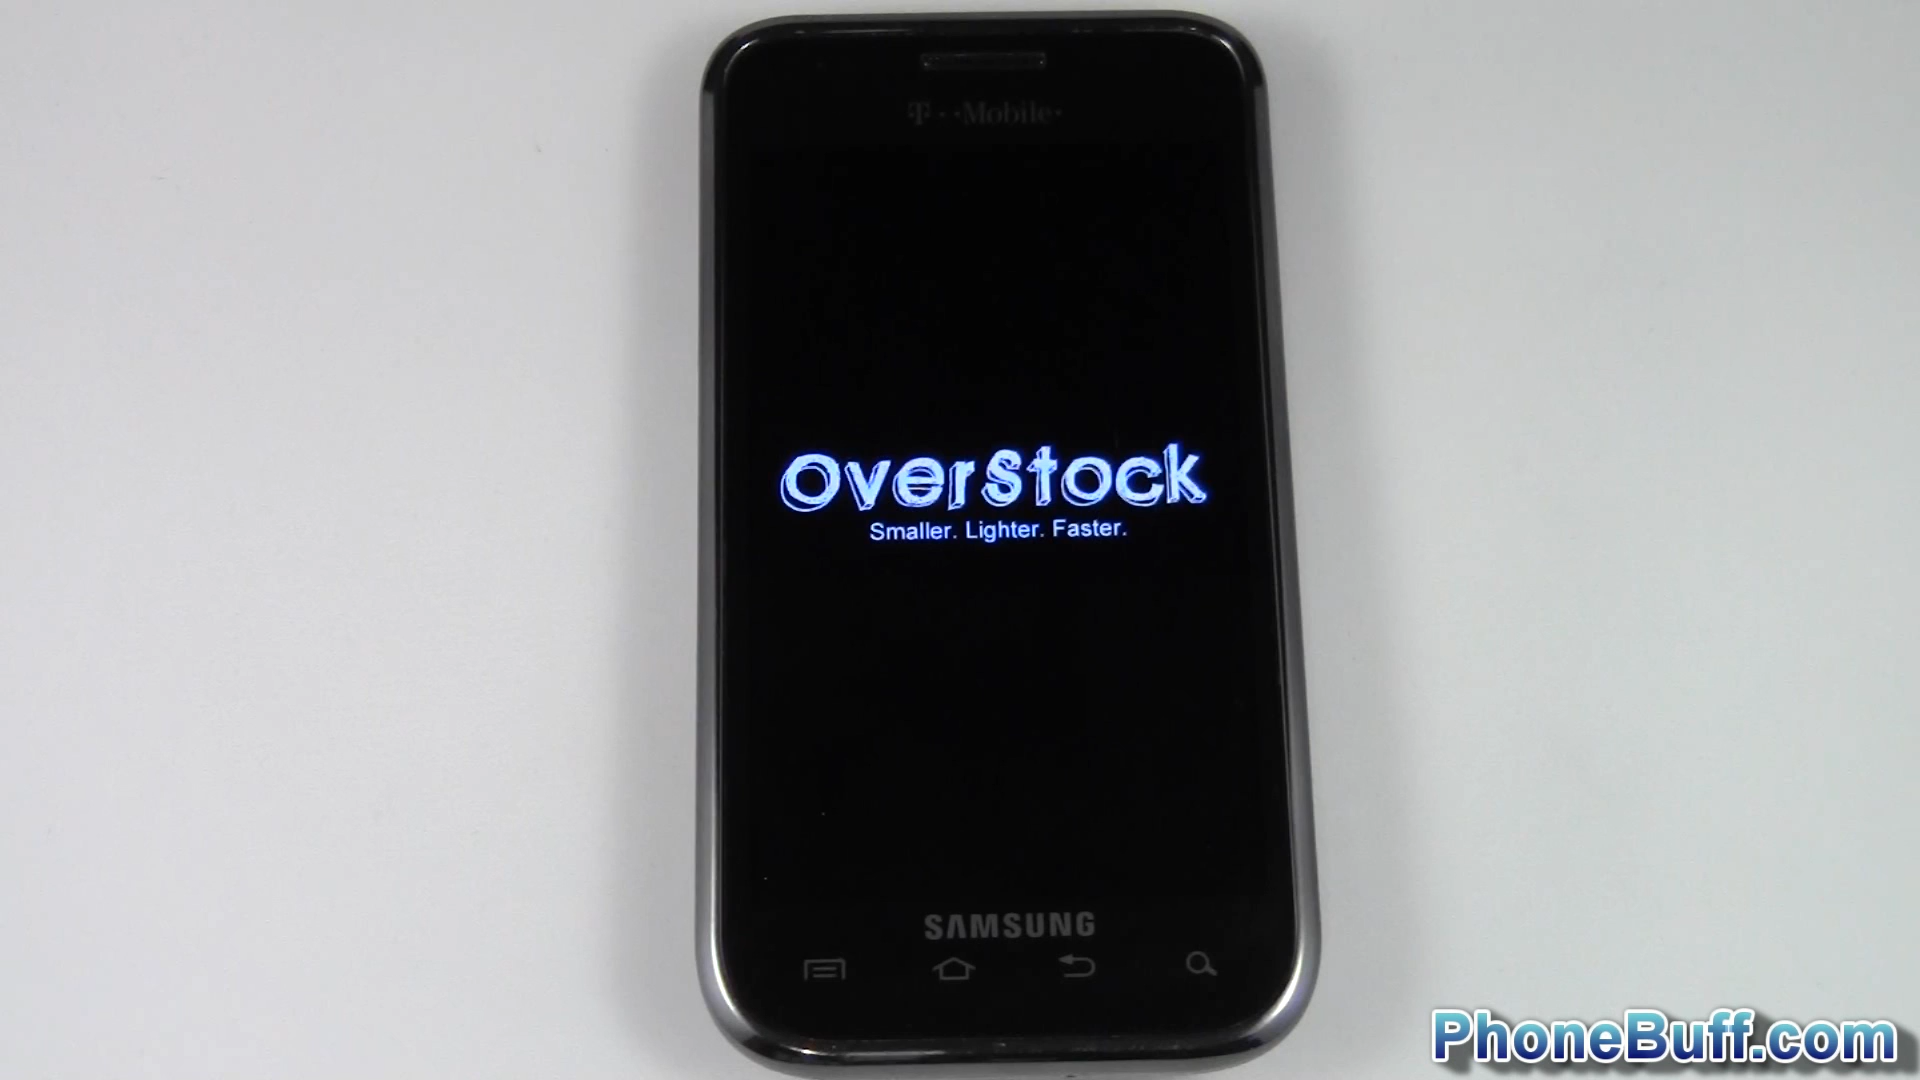 T··Mobile·
OverStock
Smaller. Lighter. Faster.
SAMSUNG
PhoneBuff.com